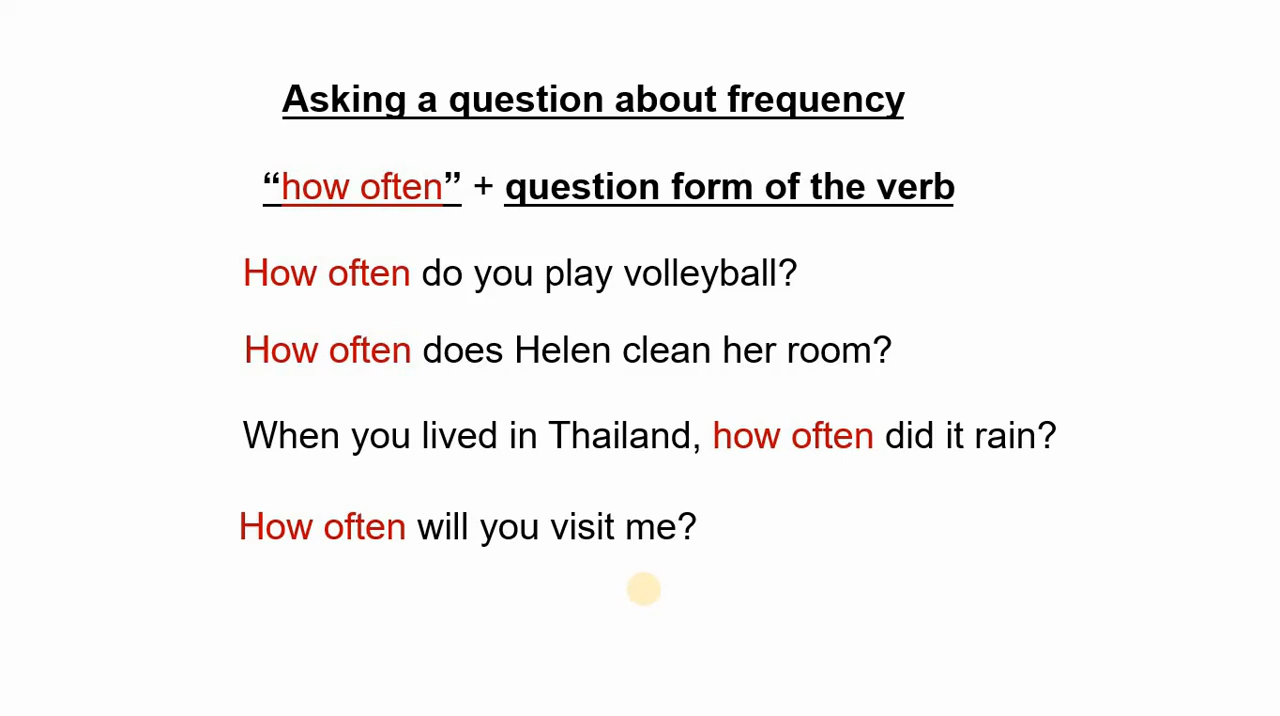 Asking a question about frequency
“how often” + question form of the verb
How often do you play volleyball?
How often does Helen clean her room?
When you lived in Thailand, how often did it rain?
How often will you visit me?